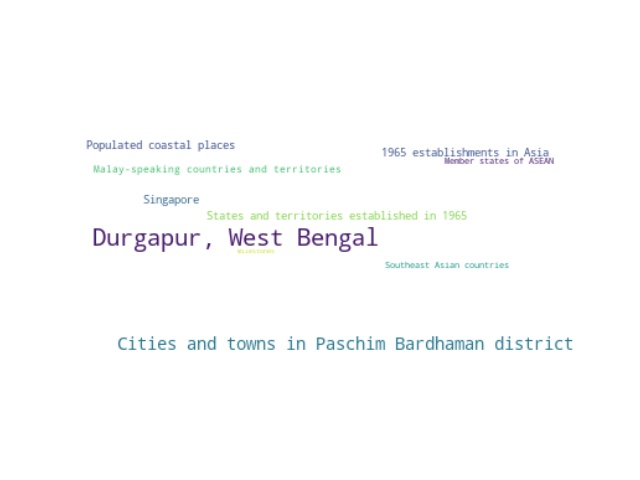 Populated coastal places
1965 establishments in Asia
Member states of ASEAN
Malay-speaking countries and territories
Singapore
States and territories established in 1965
Durgapur, West Bengal
Southeast Asian countries
Cities and towns in Paschim Bardhaman district